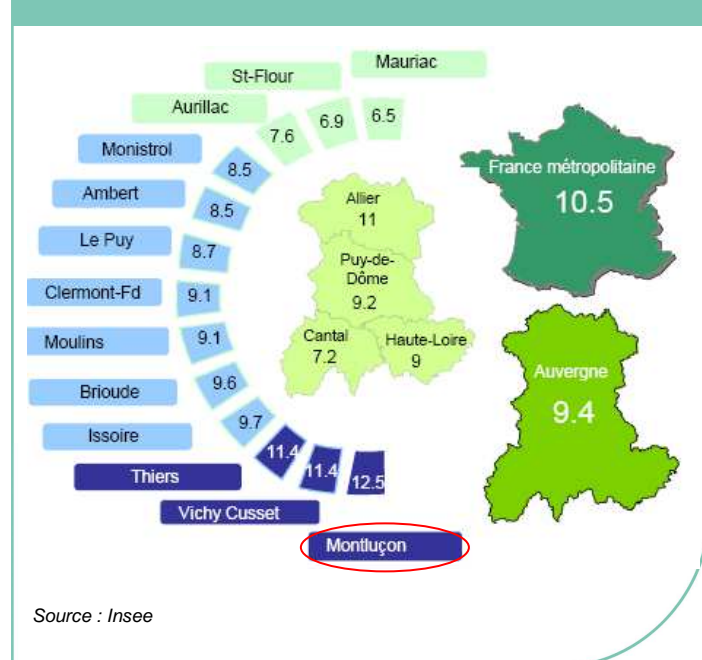 Mauriac
6.5
St-Flour
6.9
Aurillac
7.6
Monistrol
8.5
Ambert
8.5
Le Puy
8.7
Clermont-Fd
9.1
Moulins
9.1
Brioude
9.6
Issoire
9.7
Thiers
11.4
Vichy Cusset
11.4
Montluçon
12.5
Allier
11
Puy-de-
Dôme
9.2
Cantal
7.2
Haute-Loire
9
France métropolitaine
10.5
Auvergne
9.4
Source : Insee